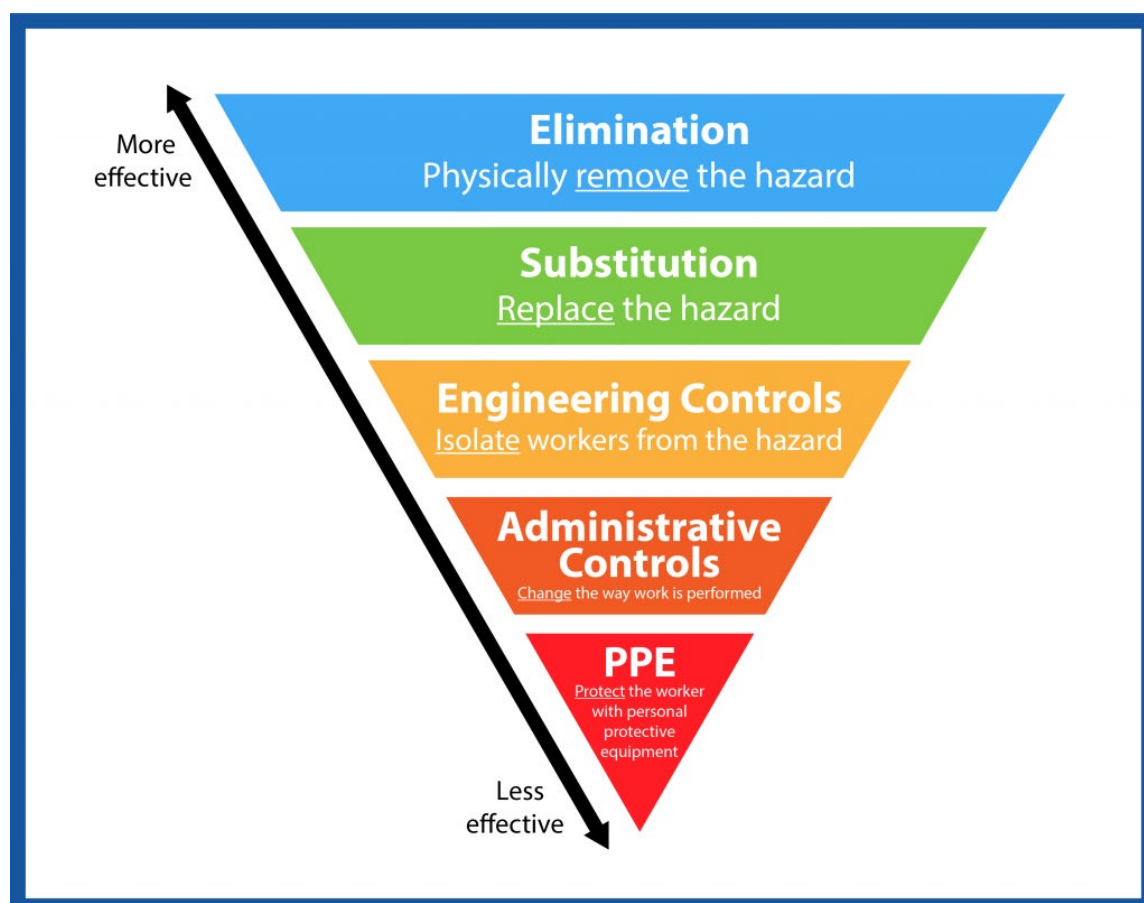 More
effective
Elimination
Physically remove the hazard
Substitution
Replace the hazard
Engineering Controls
Isolate workers from the hazard
Administrative
Controls
Change the way work is performed
PPE
Protect the worker
with personal
protective
equipment
Less
effective